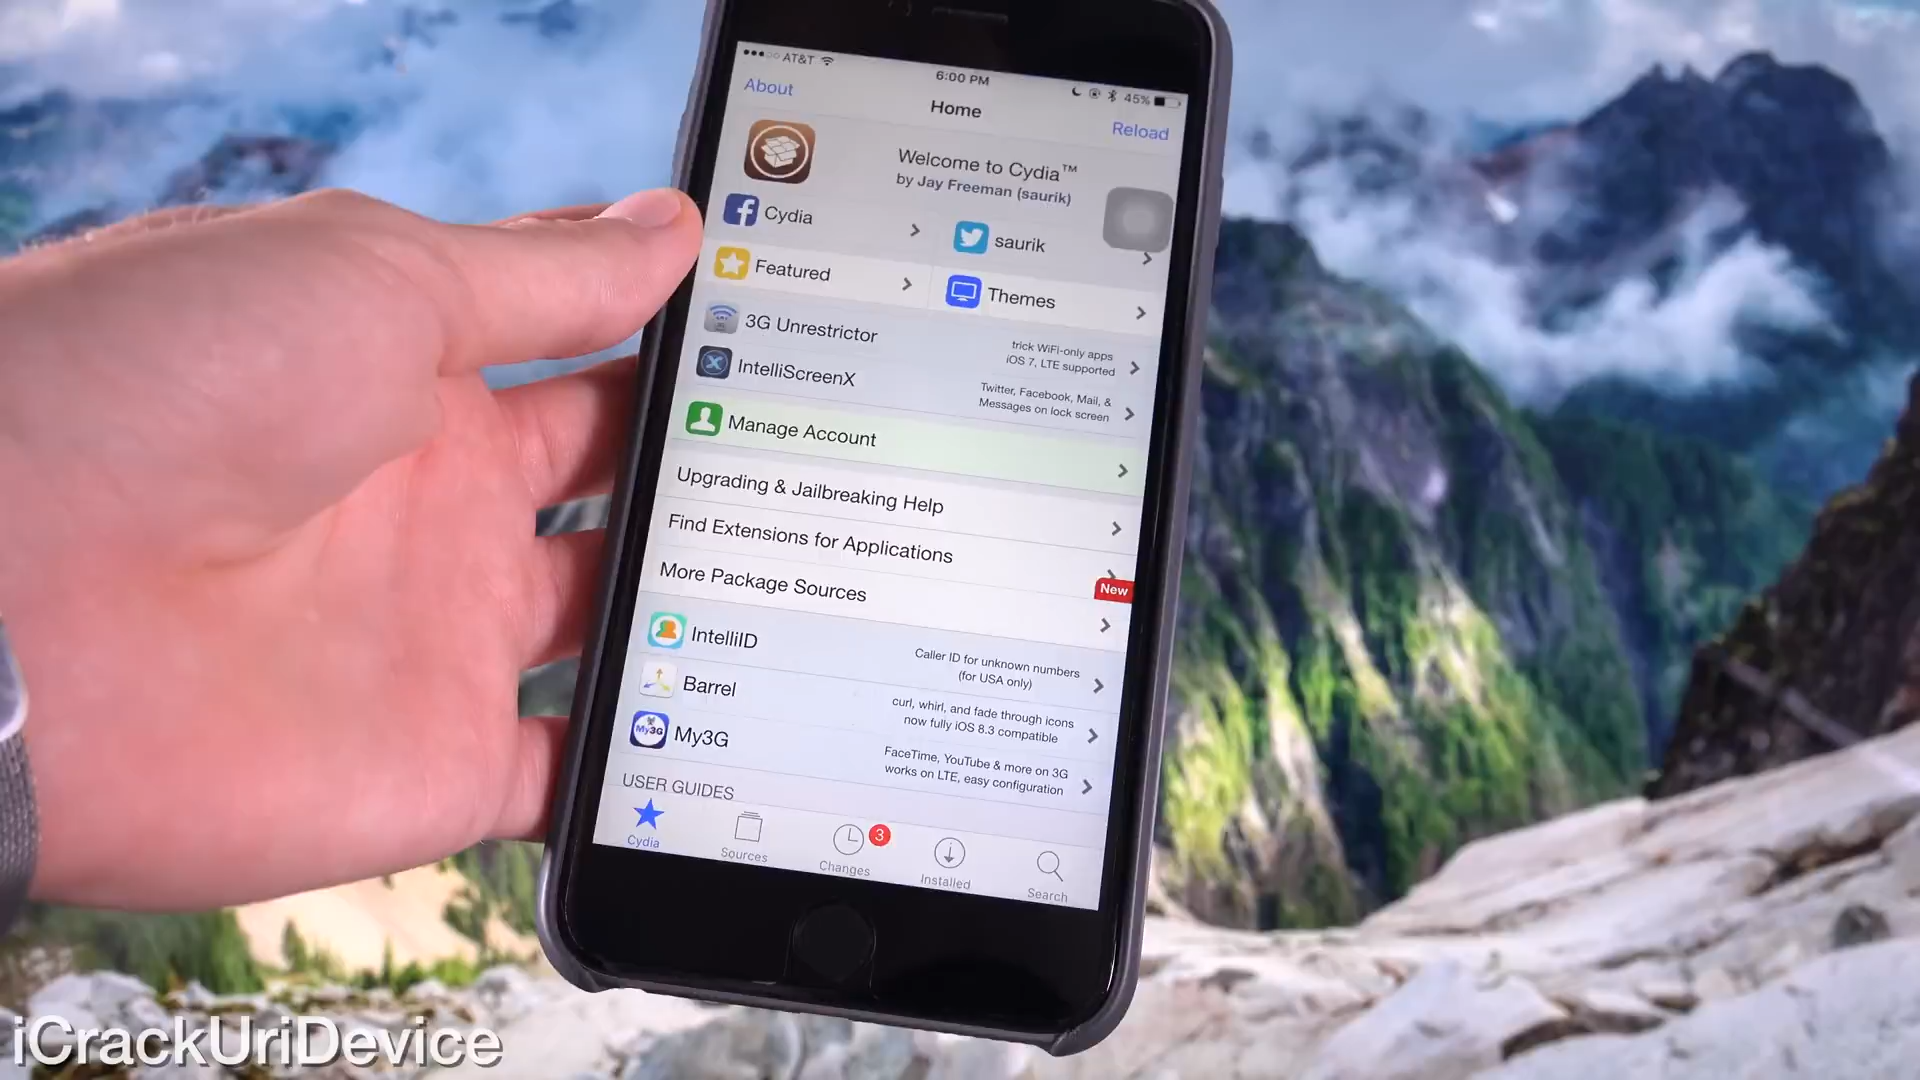 AT&T
6:00 PM
45%
About
Home
Reload
Welcome to Cydia™
by Jay Freeman (saurik)
Cydia
saurik
Featured
Themes
3G Unrestrictor
trick WiFi-only apps
iOS 7, LTE supported
IntelliScreenX
Twitter, Facebook, Mail, &
Messages on lock screen
Manage Account
Upgrading & Jailbreaking Help
Find Extensions for Applications
More Package Sources
New
IntelliID
Caller ID for unknown numbers
(for USA only)
Barrel
curl, whirl, and fade through icons
now fully iOS 8.3 compatible
My3G
My3G
FaceTime, YouTube & more on 3G
works on LTE, easy configuration
USER GUIDES
Cydia
Sources
Changes
3
Installed
Search
iCrackUriDevice